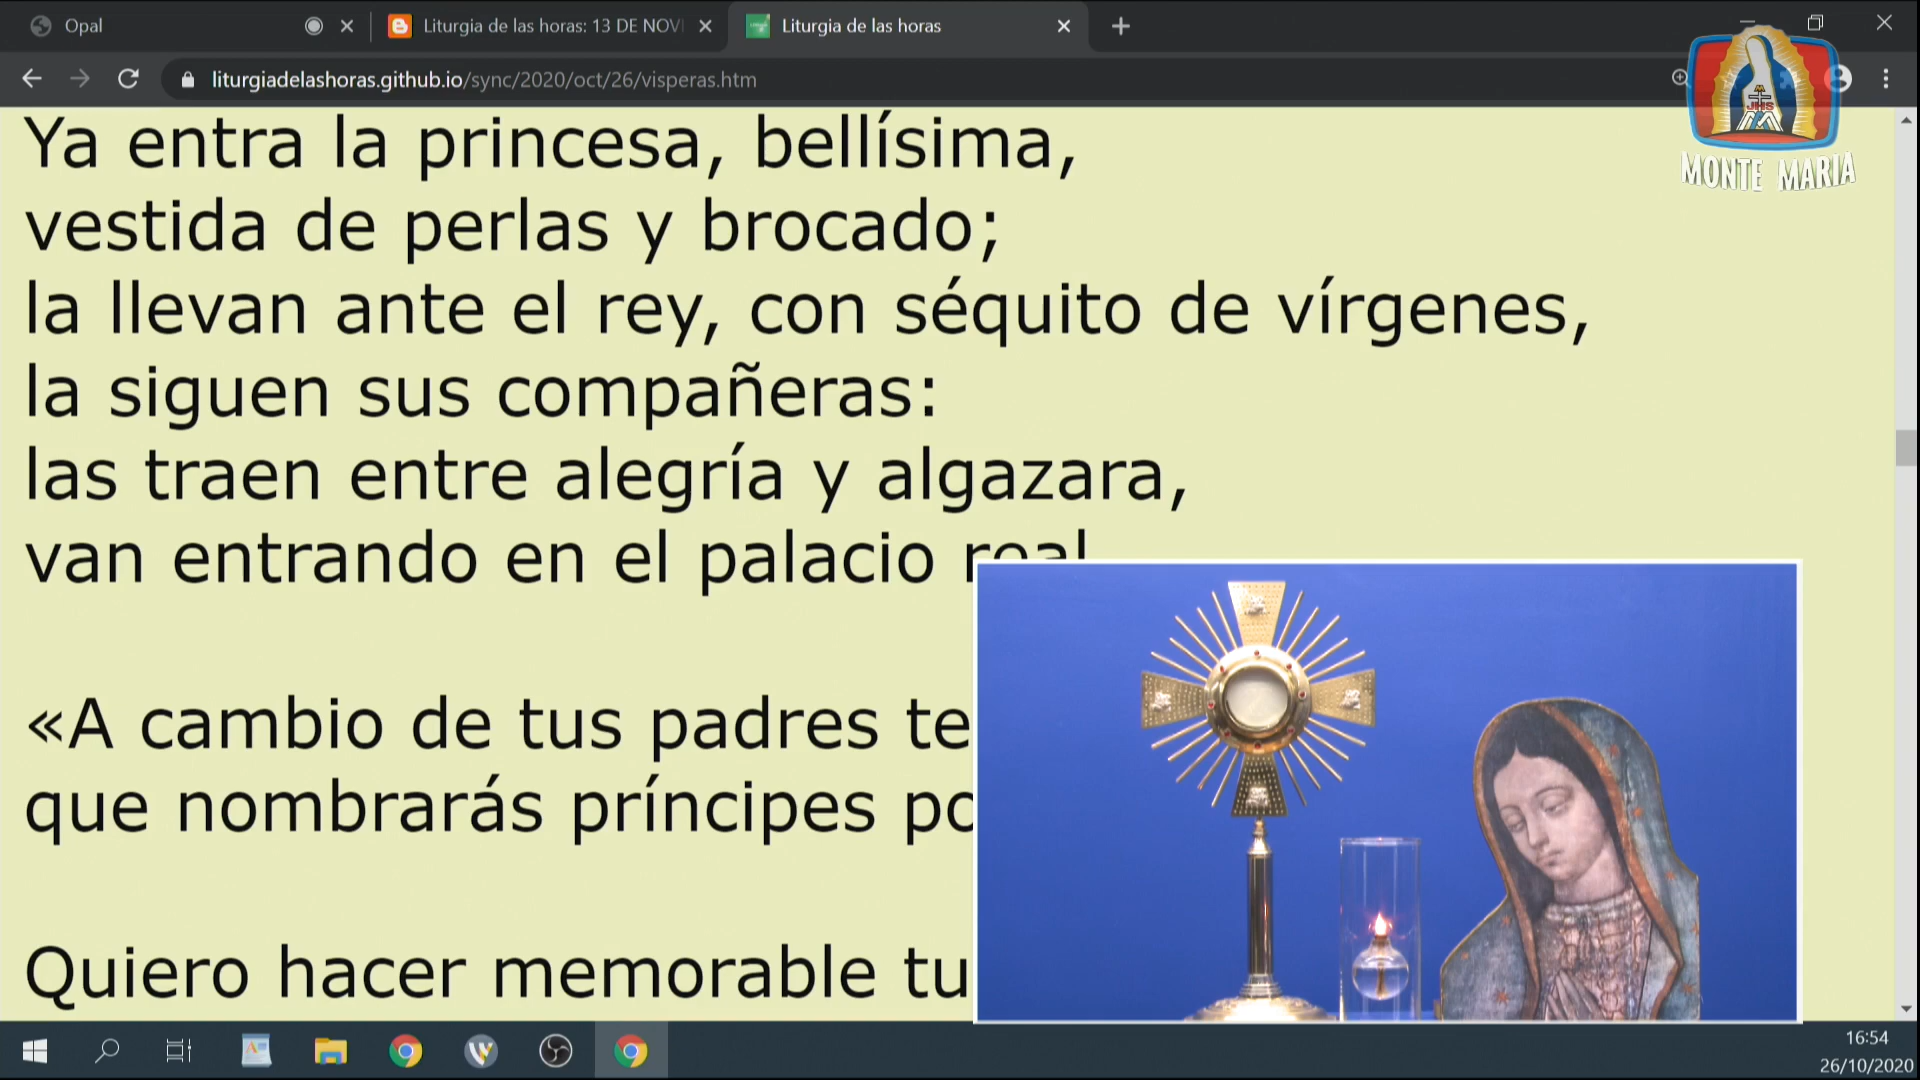 Opal
Liturgia de las horas: 13 DE NOVI
Liturgia de las horas
liturgiadelashoras.github.io/sync/2020/oct/26/visperas.htm
JHS
MONTE MARIA
Ya entra la princesa, bellísima,
vestida de perlas y brocado;
la llevan ante el rey, con séquito de vírgenes,
la siguen sus compañeras:
las traen entre alegría y algazara,
van entrando en el palacio real
«A cambio de tus padres te
que nombrarás príncipes po
Quiero hacer memorable tu
16:54
26/10/2020